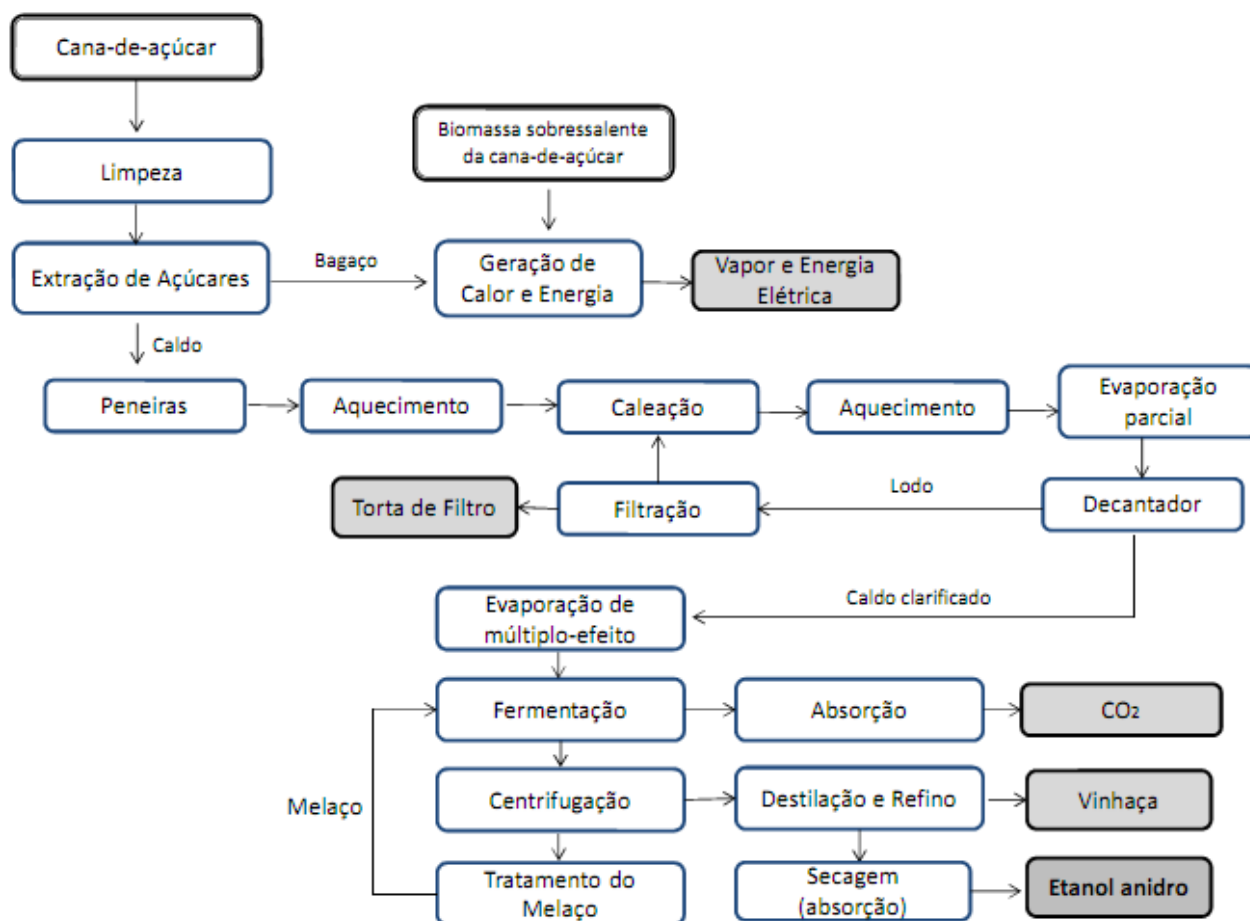 Cana-de-açúcar
Biomassa sobressalente
da cana-de-açúcar
Limpeza
Extração de Açúcares
Bagaço
Geração de
Calor e Energia
Vapor e Energia
Elétrica
Caldo
Peneiras
Aquecimento
Caleação
Aquecimento
Evaporação
parcial
Torta de Filtro
Filtração
Lodo
Decantador
Caldo clarificado
Evaporação de
múltiplo-efeito
Fermentação
Absorção
CO₂
Melaço
Centrifugação
Destilação e Refino
Vinhaça
Tratamento do
Melaço
Secagem
(absorção)
Etanol anidro